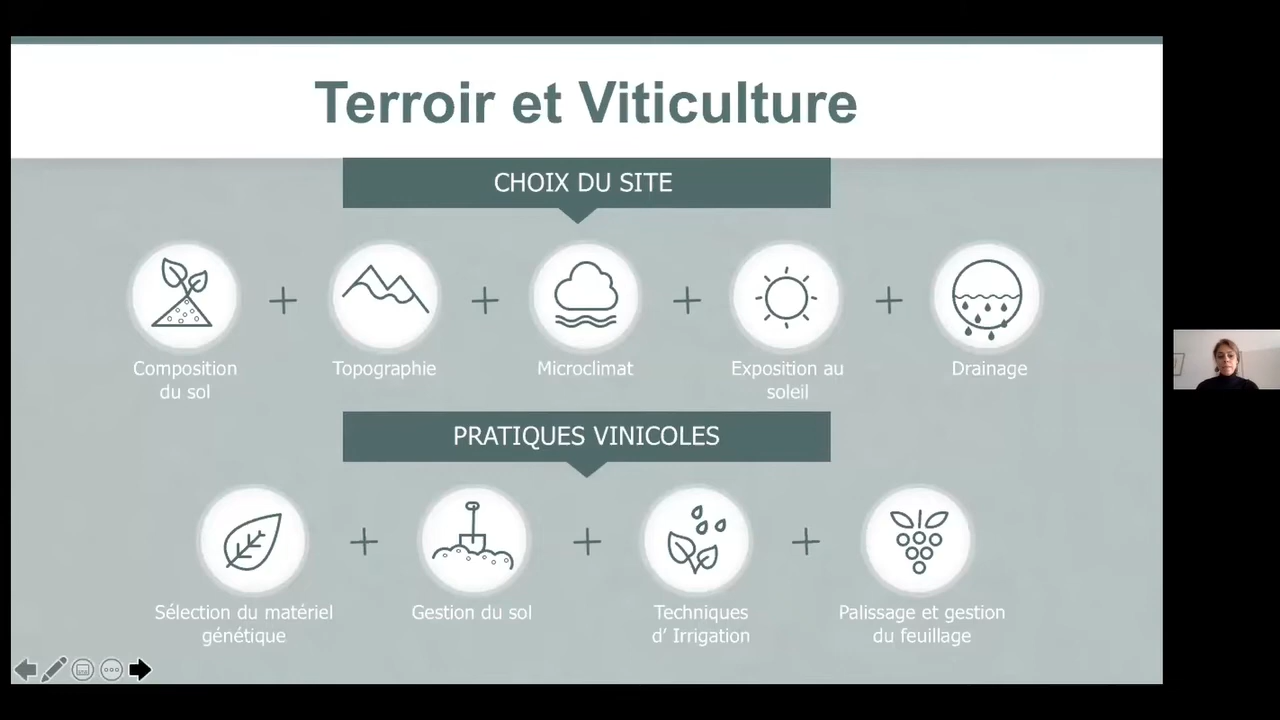 Terroir et Viticulture
CHOIX DU SITE
Composition
du sol
Topographie
Microclimat
Exposition au
soleil
Drainage
PRATIQUES VINICOLES
Sélection du matériel
génétique
Gestion du sol
Techniques
d’ Irrigation
Palissage et gestion
du feuillage